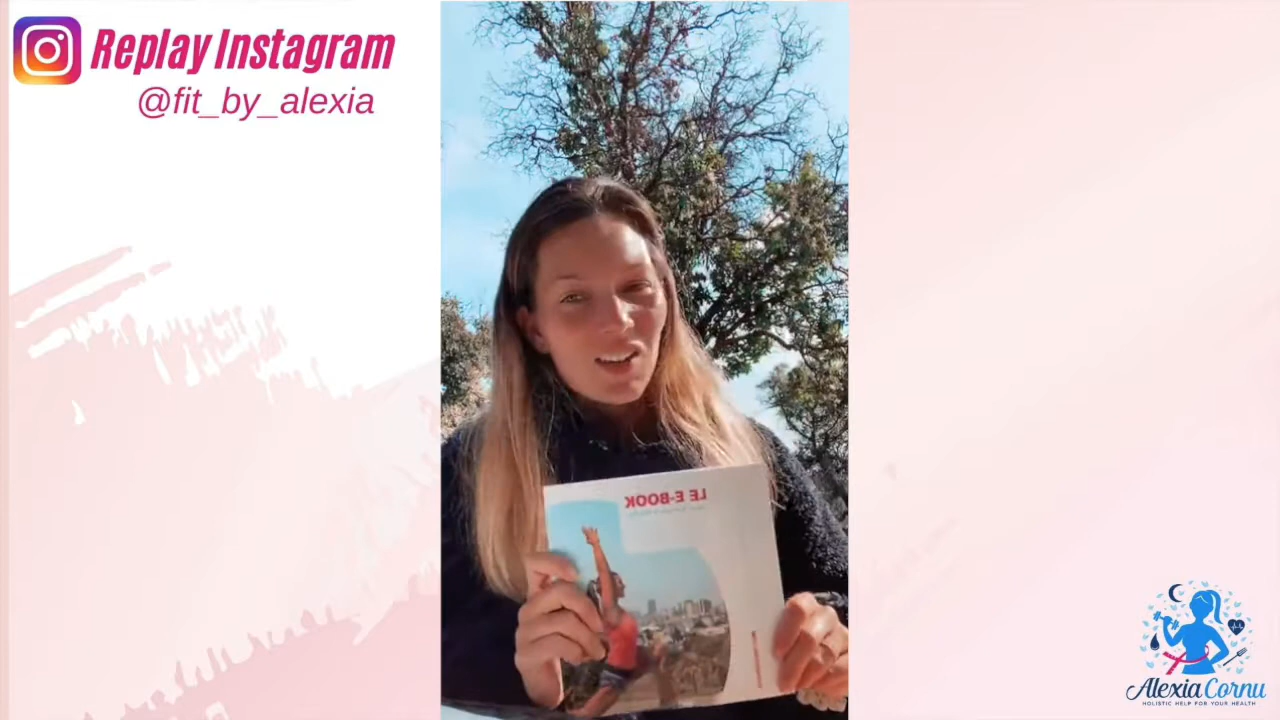 Replay Instagram
@fit_by_alexia
LE E-BOOK
Alexia Cornu
HOLISTIC HELP FOR YOUR HEALTH